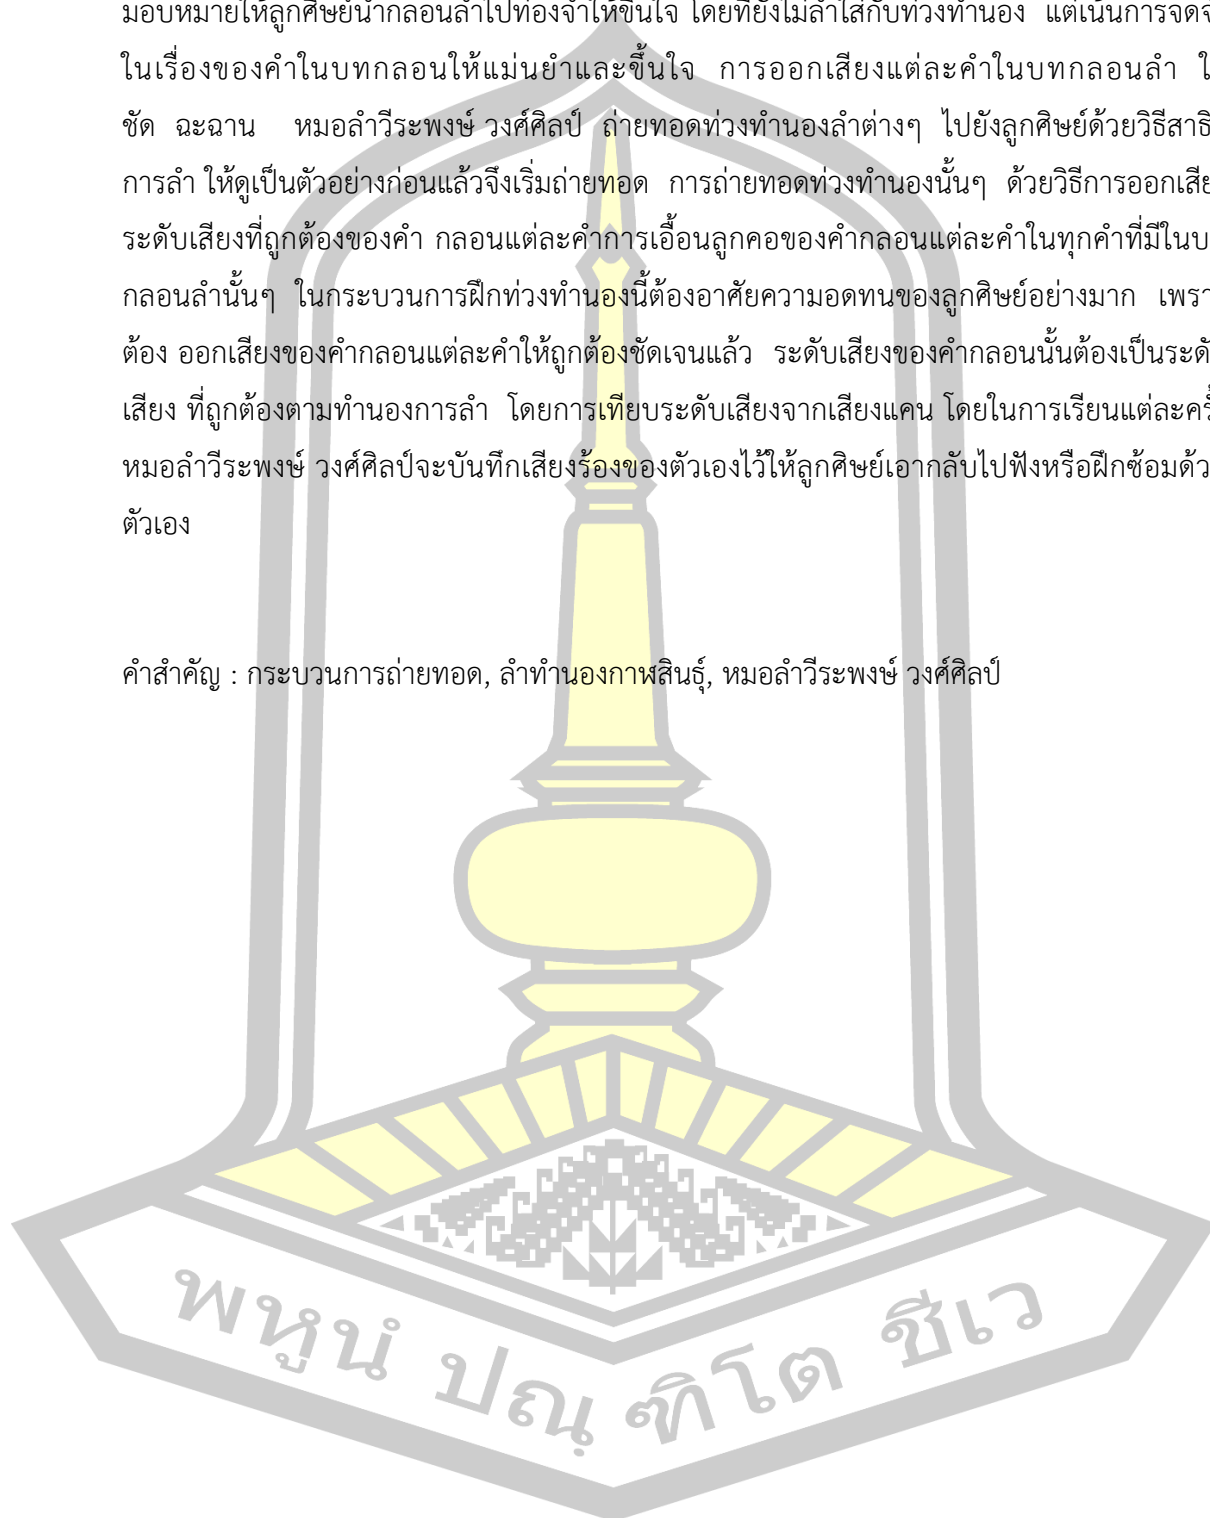 มอบหมายให้ลูกศิษย์นำกลอนลำไปท่องจำให้ขึ้นใจ โดยที่ยังไม่ลำใส่กับท่วงทำนอง แต่เน้นการจดจ
ในเรื่องของคำในบทกลอนให้แม่นยำและขึ้นใจ การออกเสียงแต่ละคำในบทกลอนลำ ใ
ชัด ฉะฉาน หมอลำวีระพงษ์ วงศ์ศิลป์ ถ่ายทอดท่วงทำนองลำต่างๆ ไปยังลูกศิษย์ด้วยวิธีสาธิ
การลำ ให้ดูเป็นตัวอย่างก่อนแล้วจึงเริ่มถ่ายทอด การถ่ายทอดท่วงทำนองนั้นๆ ด้วยวิธีการออกเสีย
ระดับเสียงที่ถูกต้องของคำ กลอนแต่ละคำการเอื้อนลูกคอของคำกลอนแต่ละคำในทุกคำที่มีในบ
กลอนลำนั้นๆ ในกระบวนการฝึกท่วงทำนองนี้ต้องอาศัยความอดทนของลูกศิษย์อย่างมาก เพรา
ต้อง ออกเสียงของคำกลอนแต่ละคำให้ถูกต้องชัดเจนแล้ว ระดับเสียงของคำกลอนนั้นต้องเป็นระดั
เสียง ที่ถูกต้องตามทำนองการลำ โดยการเทียบระดับเสียงจากเสียงแคน โดยในการเรียนแต่ละครั้
หมอลำวีระพงษ์ วงศ์ศิลป์จะบันทึกเสียงร้องของตัวเองไว้ให้ลูกศิษย์เอากลับไปฟังหรือฝึกซ้อมด้ว
ตัวเอง
คำสำคัญ : กระบวนการถ่ายทอด, ลำทำนองกาฬสินธุ์, หมอลำวีระพงษ์ วงศ์ศิลป์
พหูนํ ปณฺ ฑิโต ชีเว